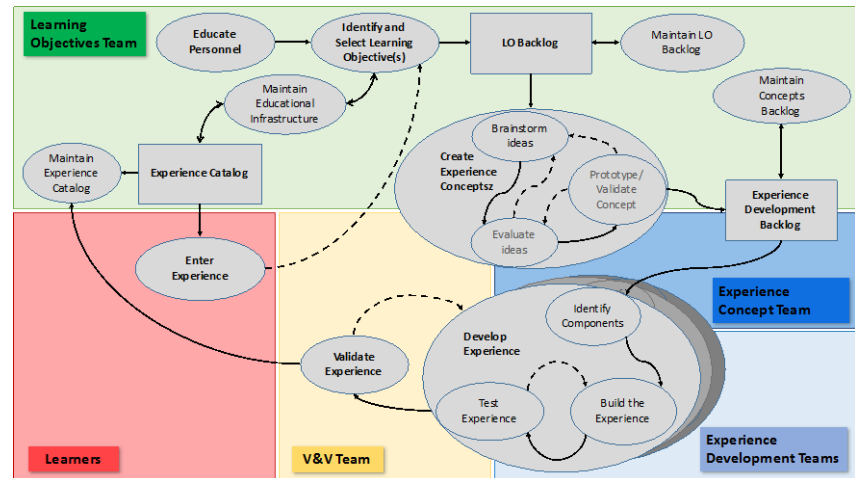 Learning
Objectives Team
Educate
Personnel
Identify and
Select Learning
Objective(s)
LO Backlog
Maintain LO
Backlog
Maintain
Educational
Infrastructure
Maintain
Concepts
Backlog
Maintain
Experience
Catalog
Experience Catalog
Brainstorm
ideas
Create
Experience
Conceptsz
Prototype/
Validate
Concept
Evaluate
ideas
Experience
Development
Backlog
Enter
Experience
Experience
Concept Team
Identify
Components
Develop
Experience
Validate
Experience
Test
Experience
Build the
Experience
Learners
V&V Team
Experience
Development Teams